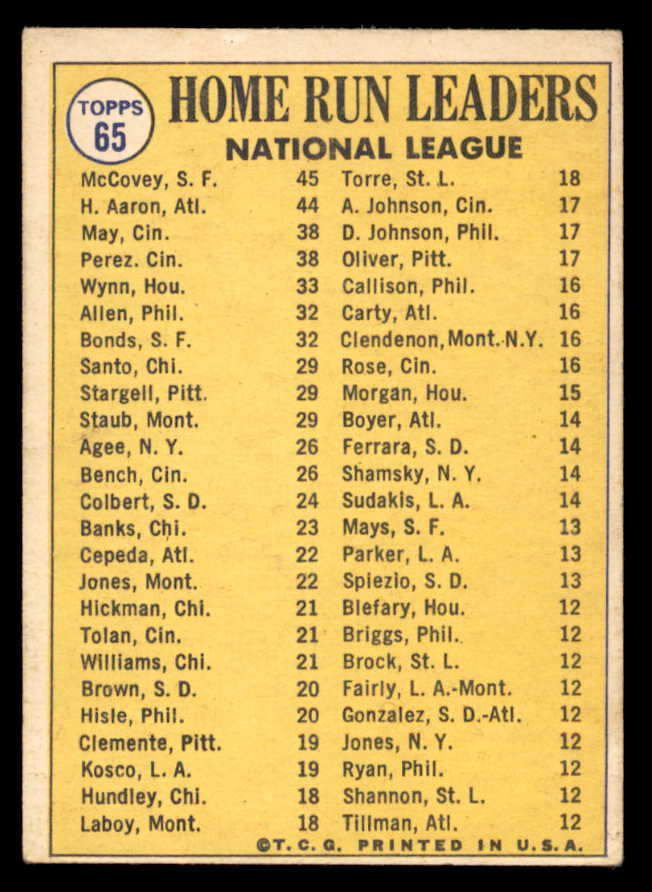 TOPPS
65
HOME RUN LEADERS
NATIONAL LEAGUE
McCovey, S. F. 45
H. Aaron, Atl. 44
May, Cin. 38
Perez. Cin. 38
Wynn, Hou. 33
Allen, Phil. 32
Bonds, S. F. 32
Santo, Chi. 29
Stargell, Pitt. 29
Staub, Mont. 29
Agee, N. Y. 26
Bench, Cin. 26
Colbert, S. D. 24
Banks, Chi. 23
Cepeda, Atl. 22
Jones, Mont. 22
Hickman, Chi. 21
Tolan, Cin. 21
Williams, Chi. 21
Brown, S. D. 20
Hisle, Phil. 20
Clemente, Pitt. 19
Kosco, L. A. 19
Hundley, Chi. 18
Laboy, Mont. 18
Torre, St. L. 18
A. Johnson, Cin. 17
D. Johnson, Phil. 17
Oliver, Pitt. 17
Callison, Phil. 16
Carty, Atl. 16
Clendenon, Mont.-N.Y. 16
Rose, Cin. 16
Morgan, Hou. 15
Boyer, Atl. 14
Ferrara, S. D. 14
Shamsky, N. Y. 14
Sudakis, L. A. 14
Mays, S. F. 13
Parker, L. A. 13
Spiezio, S. D. 13
Blefary, Hou. 12
Briggs, Phil. 12
Brock, St. L. 12
Fairly, L. A.-Mont. 12
Gonzalez, S. D.-Atl. 12
Jones, N. Y. 12
Ryan, Phil. 12
Shannon, St. L. 12
Tillman, Atl. 12
©T. C. G. PRINTED IN U. S. A.